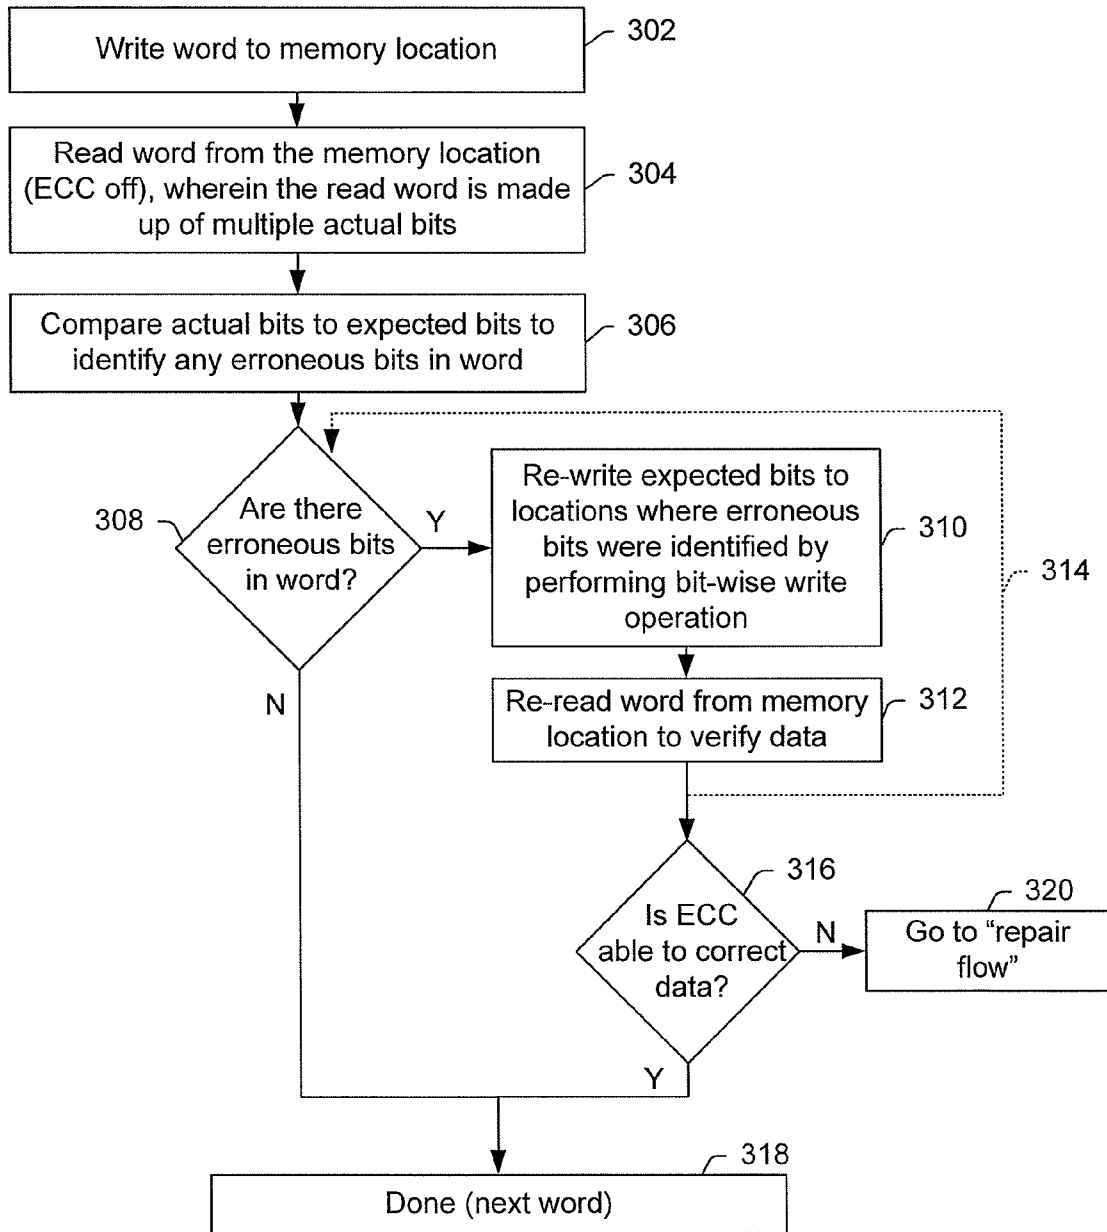 Write word to memory location
302
Read word from the memory location
(ECC off), wherein the read word is made
up of multiple actual bits
304
Compare actual bits to expected bits to
identify any erroneous bits in word
306
308
Are there
erroneous bits
in word?
Y
N
Re-write expected bits to
locations where erroneous
bits were identified by
performing bit-wise write
operation
310
314
Re-read word from memory
location to verify data
312
316
Is ECC
able to correct
data?
N
Y
320
Go to “repair
flow”
318
Done (next word)